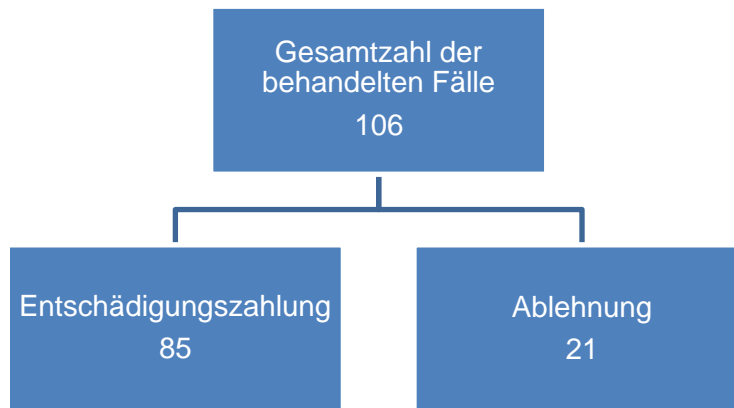 Gesamtzahl der
behandelten Fälle
106
Entschädigungszahlung
85
Ablehnung
21